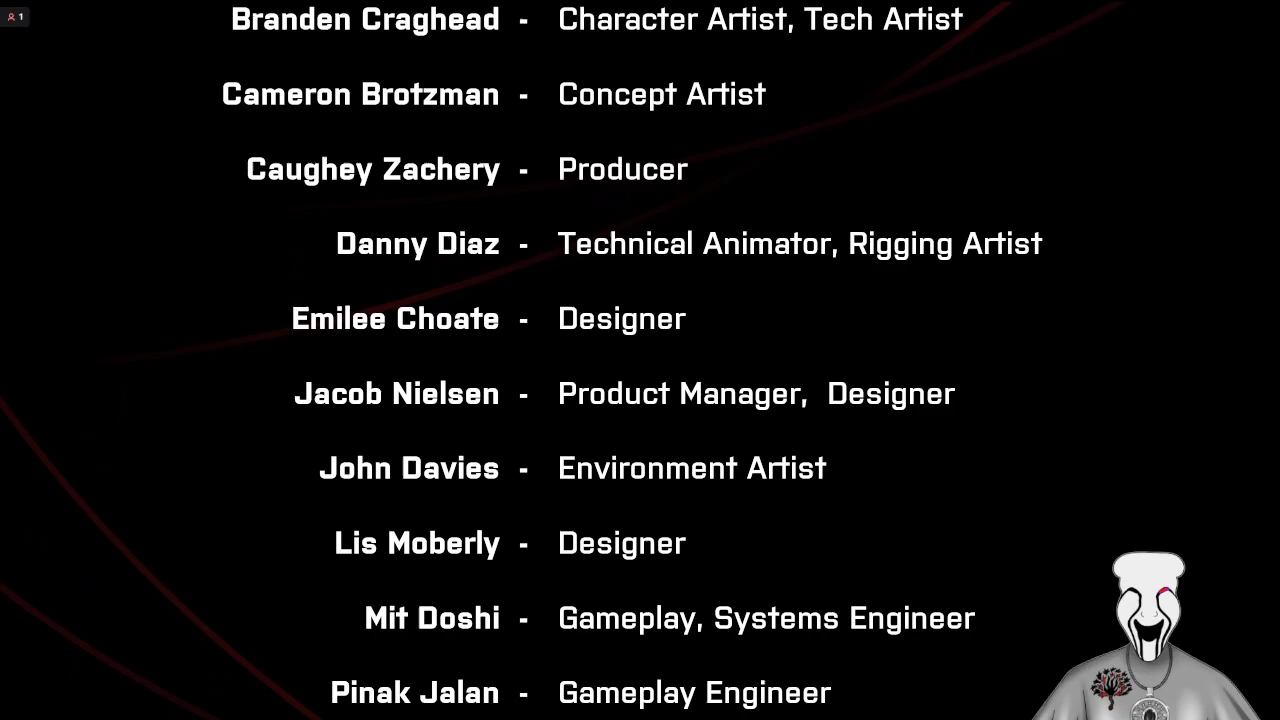 1
Branden Craghead - Character Artist, Tech Artist
Cameron Brotzman - Concept Artist
Caughey Zachery - Producer
Danny Diaz - Technical Animator, Rigging Artist
Emilee Choate - Designer
Jacob Nielsen - Product Manager,  Designer
John Davies - Environment Artist
Lis Moberly - Designer
Mit Doshi - Gameplay, Systems Engineer
Pinak Jalan - Gameplay Engineer